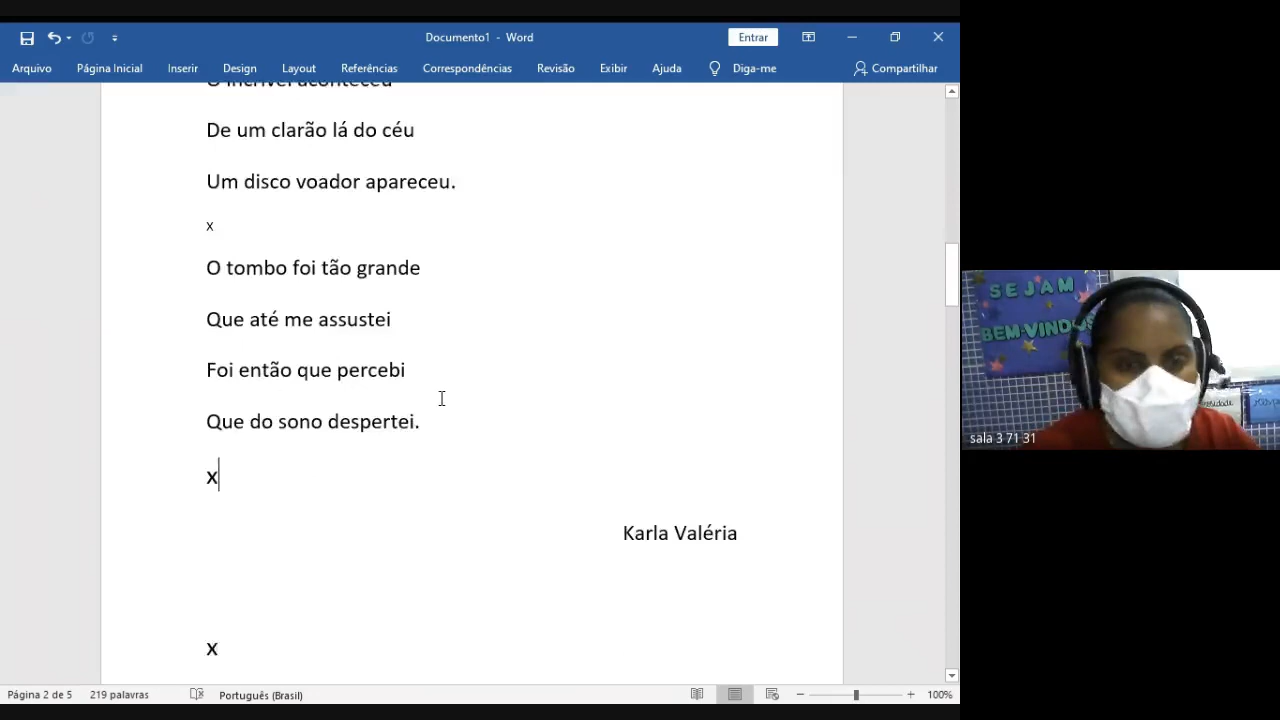 Documento1 - Word
Entrar
Arquivo
Página Inicial
Inserir
Design
Layout
Referências
Correspondências
Revisão
Exibir
Ajuda
Diga-me
Compartilhar
O incrível aconteceu
De um clarão lá do céu
Um disco voador apareceu.
x
O tombo foi tão grande
Que até me assustei
Foi então que percebi
Que do sono despertei.
x
Karla Valéria
x
SEJAM
BEM-VINDOS
sala 3 71 31
Página 2 de 5
219 palavras
Português (Brasil)
100%